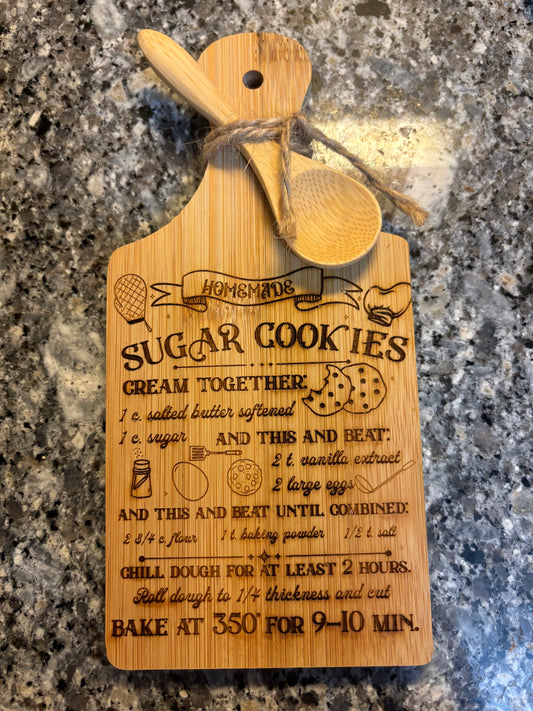 HOMEMADE
SUGAR COOKIES
CREAM TOGETHER:
1 c. salted butter softened
1 c. sugar
AND THIS AND BEAT:
2 t. vanilla extract
2 large eggs
AND THIS AND BEAT UNTIL COMBINED:
2 3/4 c flour 1 t. baking powder 1/2 t. salt
CHILL DOUGH FOR AT LEAST 2 HOURS.
Roll dough to 1/4 thickness and cut
BAKE AT 350° FOR 9-10 MIN.